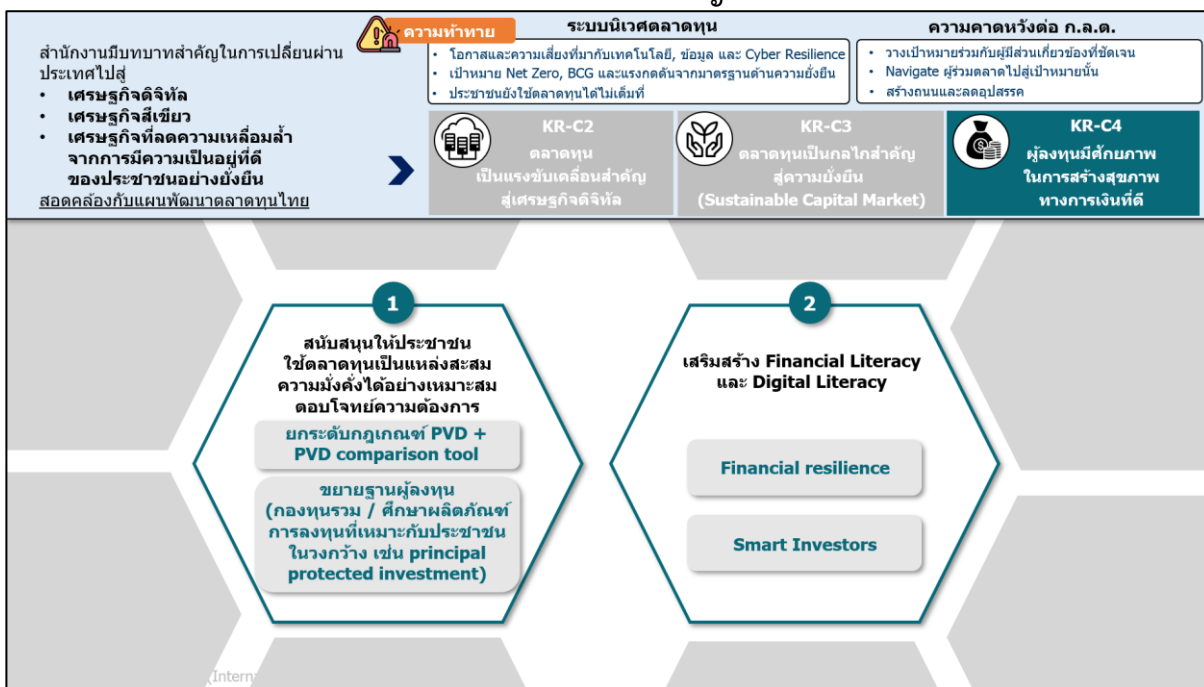 สำนักงานมีบทบาทสำคัญในการเปลี่ยนผ่าน
ประเทศไปสู่
• เศรษฐกิจดิจิทัล
• เศรษฐกิจสีเขียว
• เศรษฐกิจที่ลดความเหลื่อมล้ำ
จากการมีความเป็นอยู่ที่ดี
ของประชาชนอย่างยั่งยืน
สอดคล้องกับแผนพัฒนาตลาดทุนไทย
ความท้าทาย
ระบบนิเวศตลาดทุน
• โอกาสและความเสี่ยงที่มากับเทคโนโลยี, ข้อมูล และ Cyber Resilience
• เป้าหมาย Net Zero, BCG และแรงกดดันจากมาตรฐานด้านความยั่งยืน
• ประชาชนยังใช้ตลาดทุนได้ไม่เต็มที่
ความคาดหวังต่อ ก.ล.ต.
• วางเป้าหมายร่วมกับผู้มีส่วนเกี่ยวข้องที่ชัดเจน
• Navigate ผู้ร่วมตลาดไปสู่เป้าหมายนั้น
• สร้างถนนและลดอุปสรรค
KR-C2
ตลาดทุน
เป็นแรงขับเคลื่อนสำคัญ
สู่เศรษฐกิจดิจิทัล
KR-C3
ตลาดทุนเป็นกลไกสำคัญ
สู่ความยั่งยืน
(Sustainable Capital Market)
KR-C4
ผู้ลงทุนมีศักยภาพ
ในการสร้างสุขภาพ
ทางการเงินที่ดี
1
สนับสนุนให้ประชาชน
ใช้ตลาดทุนเป็นแหล่งสะสม
ความมั่งคั่งได้อย่างเหมาะสม
ตอบโจทย์ความต้องการ
ยกระดับกฎเกณฑ์ PVD +
PVD comparison tool
ขยายฐานผู้ลงทุน
(กองทุนรวม / ศึกษาผลิตภัณฑ์
การลงทุนที่เหมาะกับประชาชน
ในวงกว้าง เช่น principal
protected investment)
2
เสริมสร้าง Financial Literacy
และ Digital Literacy
Financial resilience
Smart Investors